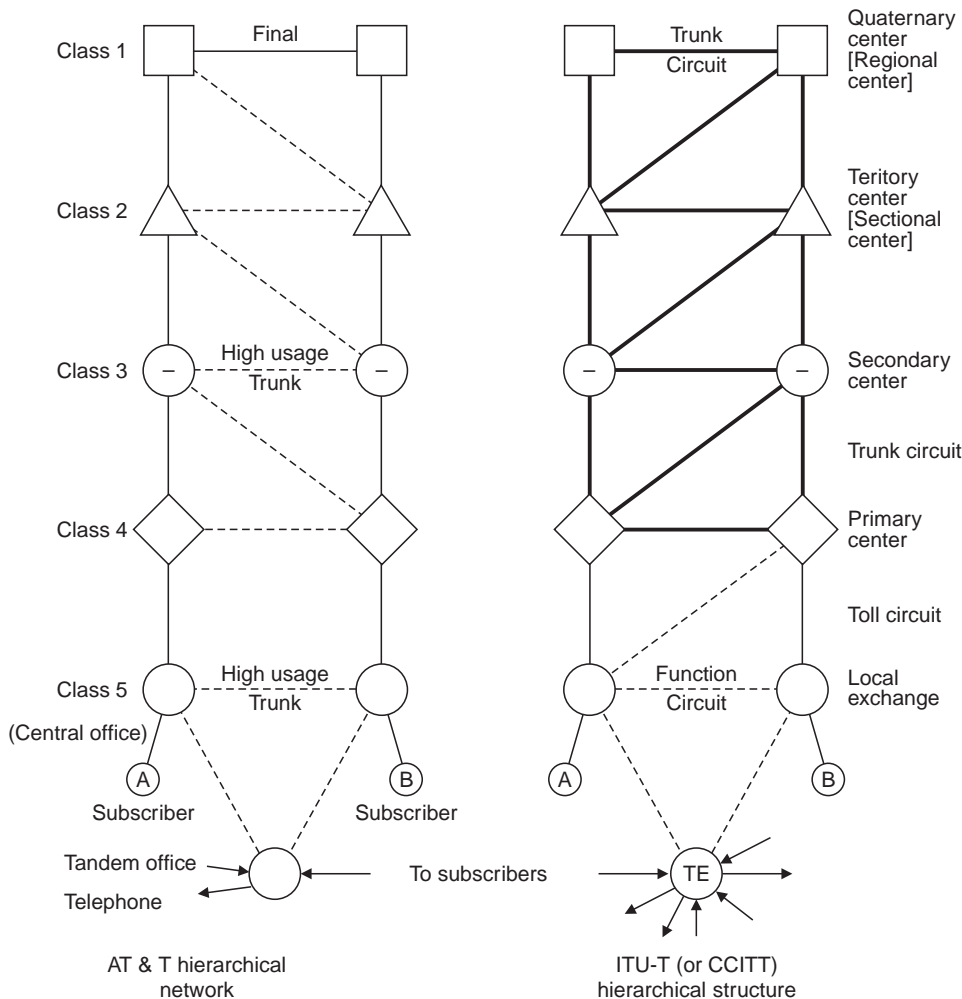 Class 1
Final
Trunk
Circuit
Quaternary
center
[Regional
center]
Class 2
Teritory
center
[Sectional
center]
Class 3
–
High usage
Trunk
–
–
–
Secondary
center
Trunk circuit
Class 4
Primary
center
Toll circuit
Class 5
(Central office)
High usage
Trunk
Function
Circuit
Local
exchange
A
Subscriber
B
Subscriber
A
B
Tandem office
Telephone
To subscribers
TE
AT & T hierarchical
network
ITU-T (or CCITT)
hierarchical structure